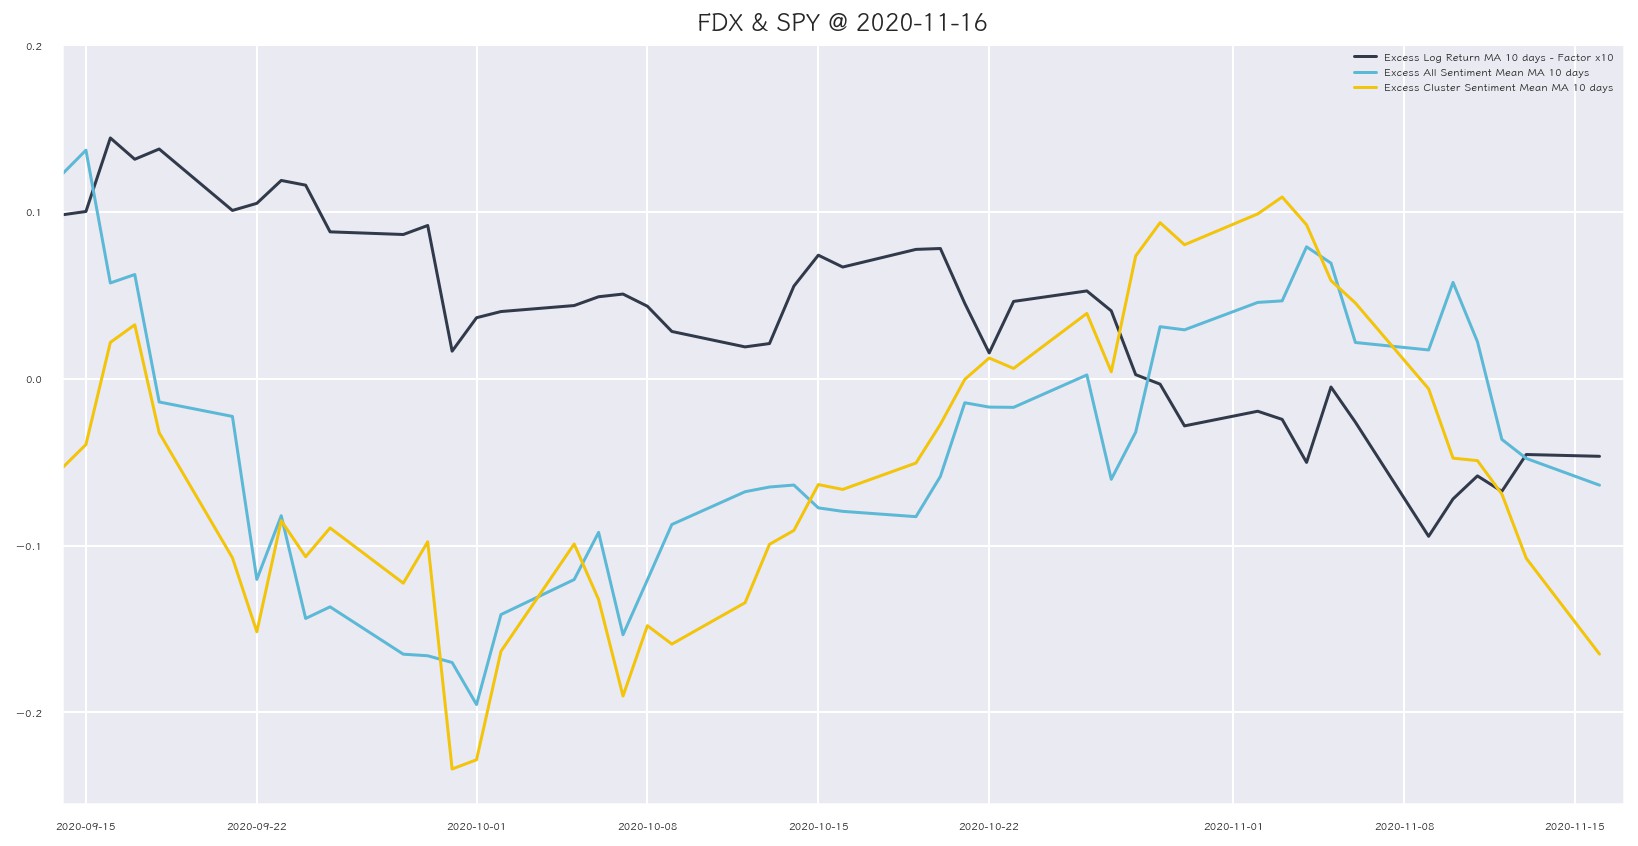 FDX & SPY @ 2020-11-16
Excess Log Return MA 10 days - Factor x10
Excess All Sentiment Mean MA 10 days
Excess Cluster Sentiment Mean MA 10 days
0.2
0.1
0.0
−0.1
−0.2
2020-09-15 2020-09-22 2020-10-01 2020-10-08 2020-10-15 2020-10-22 2020-11-01 2020-11-08 2020-11-15